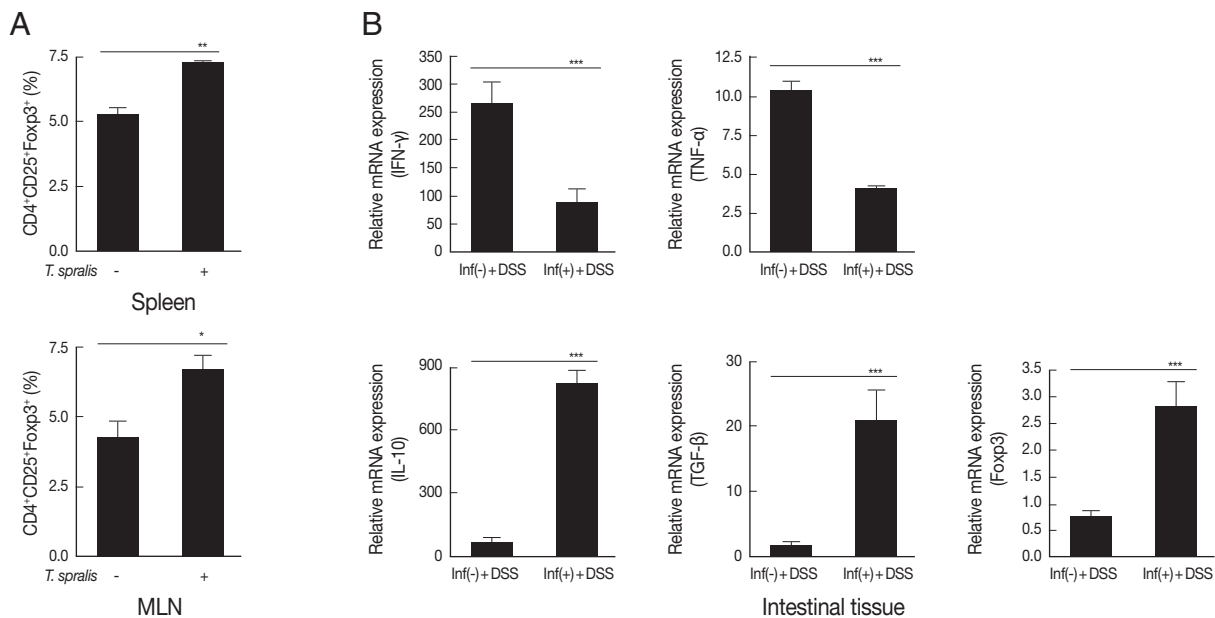 A
**
7.5
5.0
2.5
0.0
CD4⁺CD25⁺Foxp3⁺ (%)
T. spralis - +
Spleen
*
7.5
5.0
2.5
0.0
CD4⁺CD25⁺Foxp3⁺ (%)
T. spralis - +
MLN
B
***
350
300
250
200
150
100
50
0
Relative mRNA expression
(IFN-γ)
Inf(-)+DSS Inf(+)+DSS
***
12.5
10.0
7.5
5.0
2.5
0.0
Relative mRNA expression
(TNF-α)
Inf(-)+DSS Inf(+)+DSS
***
900
600
300
0
Relative mRNA expression
(IL-10)
Inf(-)+DSS Inf(+)+DSS
***
30
20
10
0
Relative mRNA expression
(TGF-β)
Inf(-)+DSS Inf(+)+DSS
***
3.5
3.0
2.5
2.0
1.5
1.0
0.5
0.0
Relative mRNA expression
(Foxp3)
Inf(-)+DSS Inf(+)+DSS
Intestinal tissue